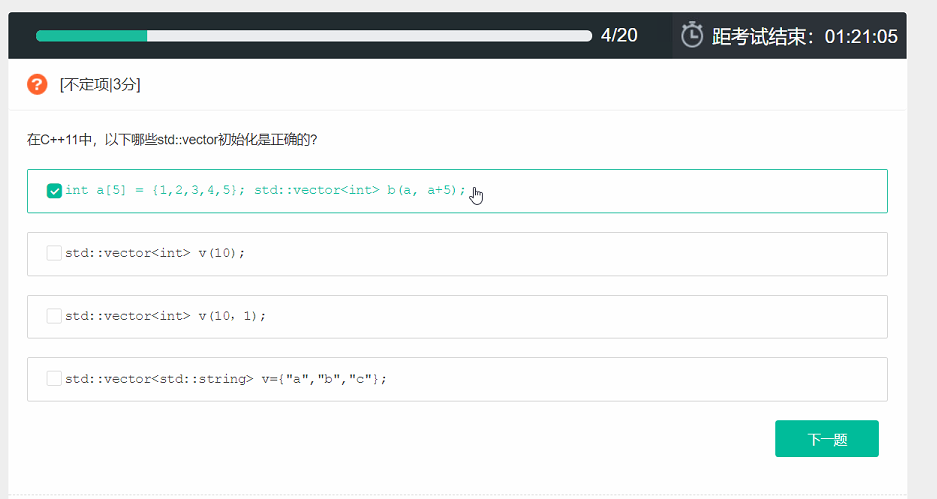 4/20 距考试结束：01:21:05
? [不定项|3分]
在C++11中，以下哪些std::vector初始化是正确的?
int a[5] = {1,2,3,4,5}; std::vector<int> b(a, a+5);
std::vector<int> v(10);
std::vector<int> v(10，1);
std::vector<std::string> v={"a","b","c"};
下一题